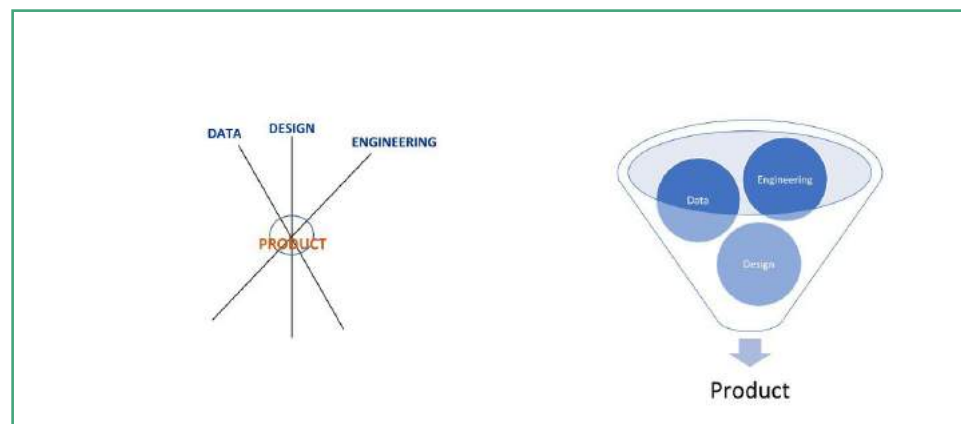 DATA
DESIGN
ENGINEERING
PRODUCT
Engineering
Data
Design
Product